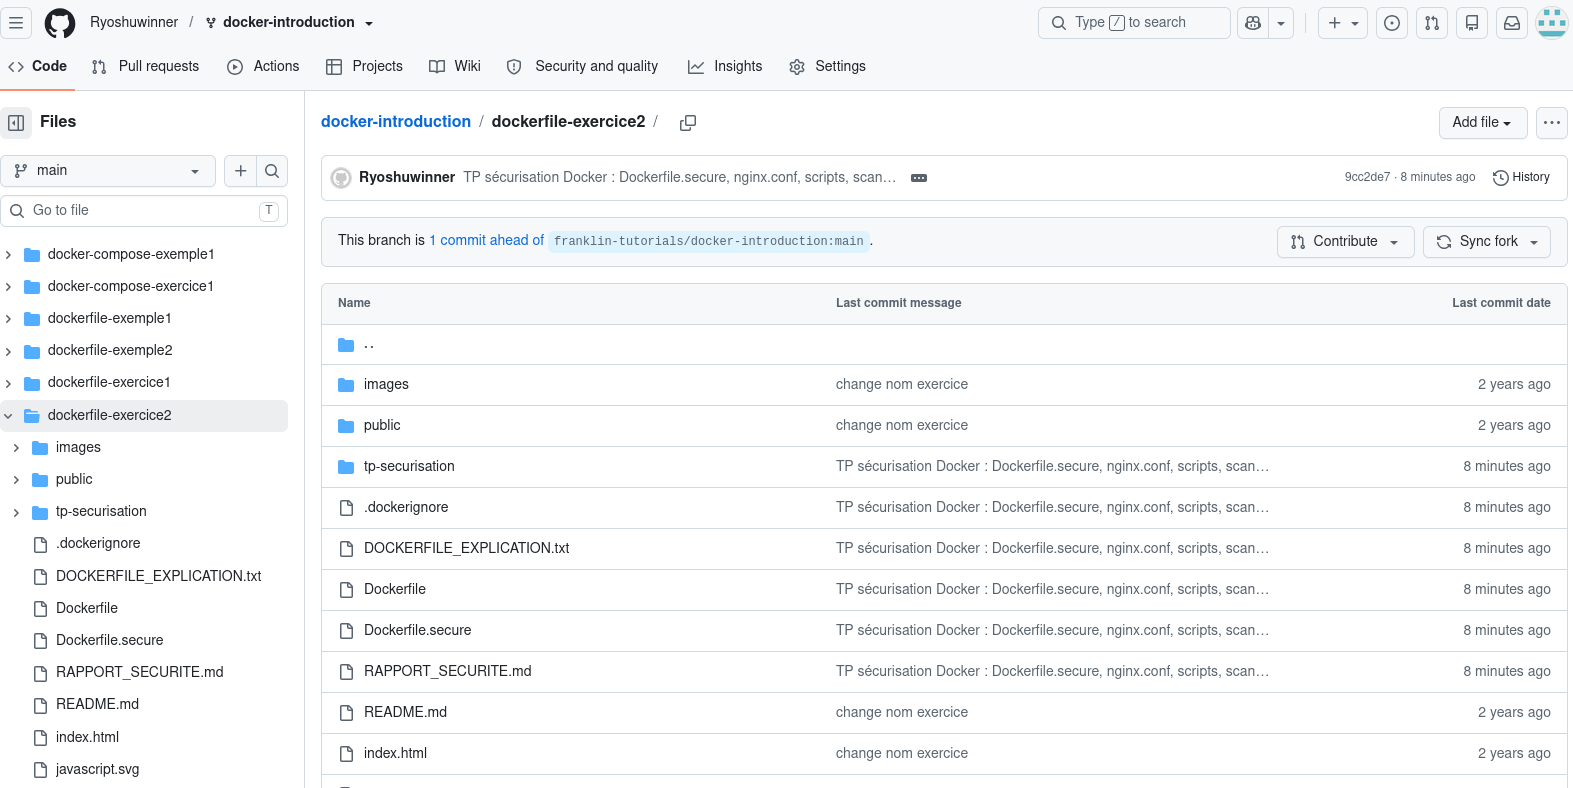 Ryoshuwinner / docker-introduction
Type / to search
Code Pull requests Actions Projects Wiki Security and quality Insights Settings
Files
main
Go to file T
docker-compose-exemple1
docker-compose-exercice1
dockerfile-exemple1
dockerfile-exemple2
dockerfile-exercice1
dockerfile-exercice2
images
public
tp-securisation
.dockerignore
DOCKERFILE_EXPLICATION.txt
Dockerfile
Dockerfile.secure
RAPPORT_SECURITE.md
README.md
index.html
javascript.svg
docker-introduction / dockerfile-exercice2 /
Add file
Ryoshuwinner TP sécurisation Docker : Dockerfile.secure, nginx.conf, scripts, scan… 9cc2de7 · 8 minutes ago History
This branch is 1 commit ahead of franklin-tutorials/docker-introduction:main.
Contribute Sync fork
Name Last commit message Last commit date
..
images change nom exercice 2 years ago
public change nom exercice 2 years ago
tp-securisation TP sécurisation Docker : Dockerfile.secure, nginx.conf, scripts, scan… 8 minutes ago
.dockerignore TP sécurisation Docker : Dockerfile.secure, nginx.conf, scripts, scan… 8 minutes ago
DOCKERFILE_EXPLICATION.txt TP sécurisation Docker : Dockerfile.secure, nginx.conf, scripts, scan… 8 minutes ago
Dockerfile TP sécurisation Docker : Dockerfile.secure, nginx.conf, scripts, scan… 8 minutes ago
Dockerfile.secure TP sécurisation Docker : Dockerfile.secure, nginx.conf, scripts, scan… 8 minutes ago
RAPPORT_SECURITE.md TP sécurisation Docker : Dockerfile.secure, nginx.conf, scripts, scan… 8 minutes ago
README.md change nom exercice 2 years ago
index.html change nom exercice 2 years ago